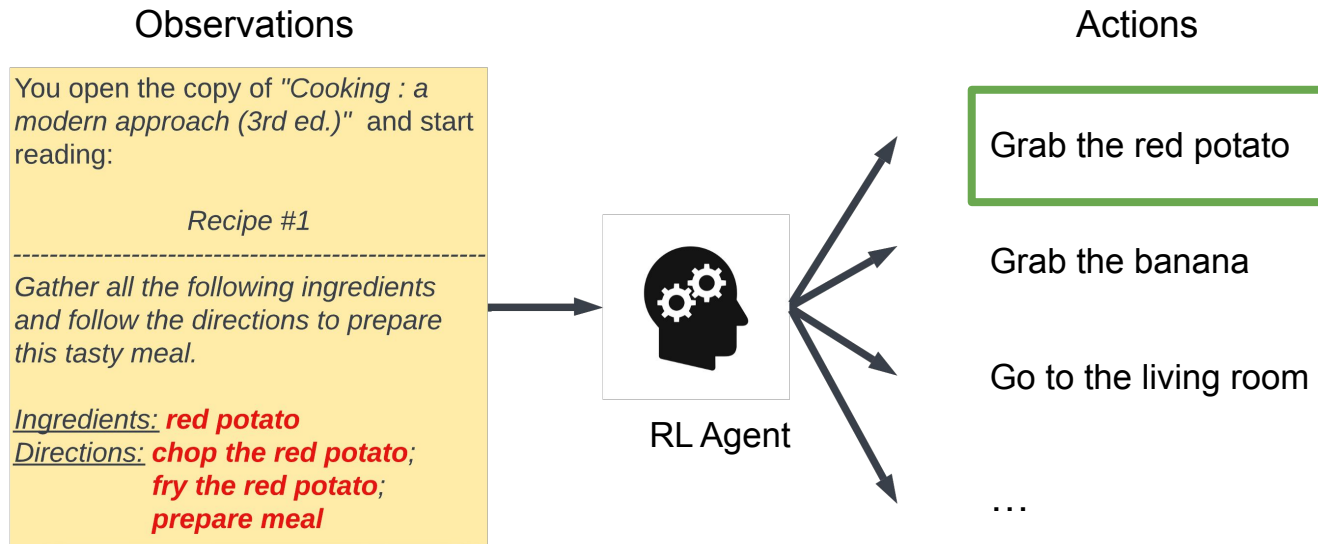 Observations
Actions
You open the copy of "Cooking : a
modern approach (3rd ed.)" and start
reading:
Recipe #1
------------------------------------------------------
Gather all the following ingredients
and follow the directions to prepare
this tasty meal.
Ingredients: red potato
Directions: chop the red potato;
fry the red potato;
prepare meal
RL Agent
Grab the red potato
Grab the banana
Go to the living room
...